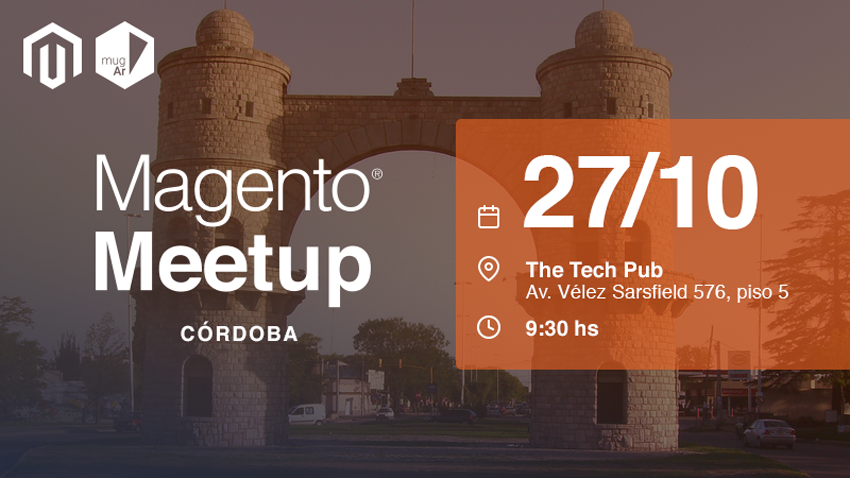 mug
Ar
Magento®
Meetup
CÓRDOBA
27/10
The Tech Pub
Av. Vélez Sarsfield 576, piso 5
9:30 hs